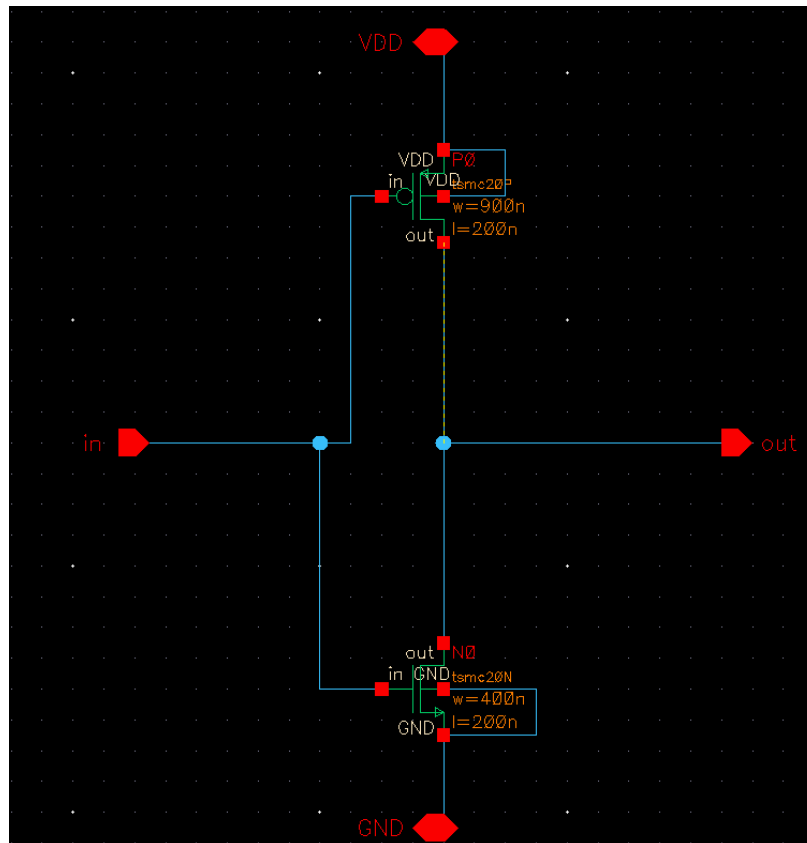 VDD
VDD
P0
in
VDD
tsmc20P
w=900n
out
l=200n
in
out
out
N0
in
GND
tsmc20N
w=400n
GND
l=200n
GND